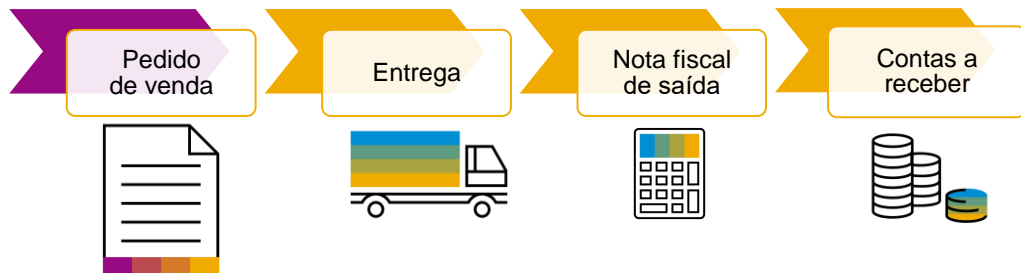 Pedido
de venda
Entrega
Nota fiscal
de saída
Contas a
receber